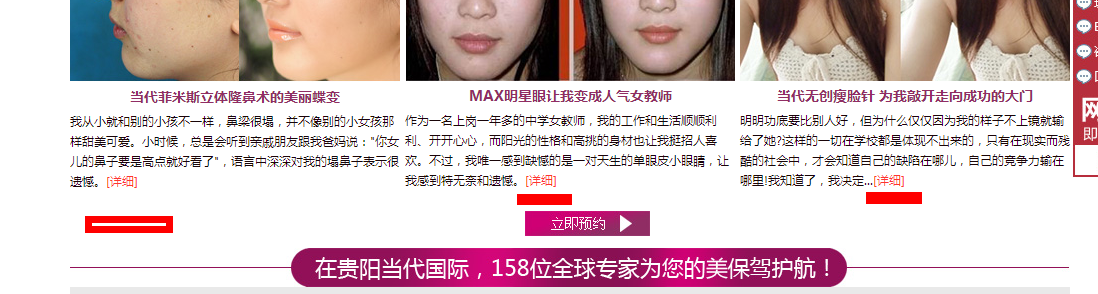 当代菲米斯立体隆鼻术的美丽蝶变
我从小就和别的小孩不一样，鼻梁很塌，并不像别的小女孩那
样甜美可爱。小时候，总是会听到亲戚朋友跟我爸妈说："你女
儿的鼻子要是高点就好看了"，语言中深深对我的塌鼻子表示很
遗憾。[详细]
MAX明星眼让我变成人气女教师
作为一名上岗一年多的中学女教师，我的工作和生活顺顺利
利、开开心心，而阳光的性格和高挑的身材也让我挺招人喜
欢。不过，我唯一感到缺憾的是一对天生的单眼皮小眼睛，让
我感到特无奈和遗憾。[详细]
当代无创瘦脸针 为我敲开走向成功的大门
明明功底要比别人好，但为什么仅仅因为我的样子不上镜就输
给了她?这样的一切在学校都是体现不出来的，只有在现实而残
酷的社会中，才会知道自己的缺陷在哪儿，自己的竞争力输在
哪里!我知道了，我决定...[详细]
立即预约
在贵阳当代国际，158位全球专家为您的美保驾护航！